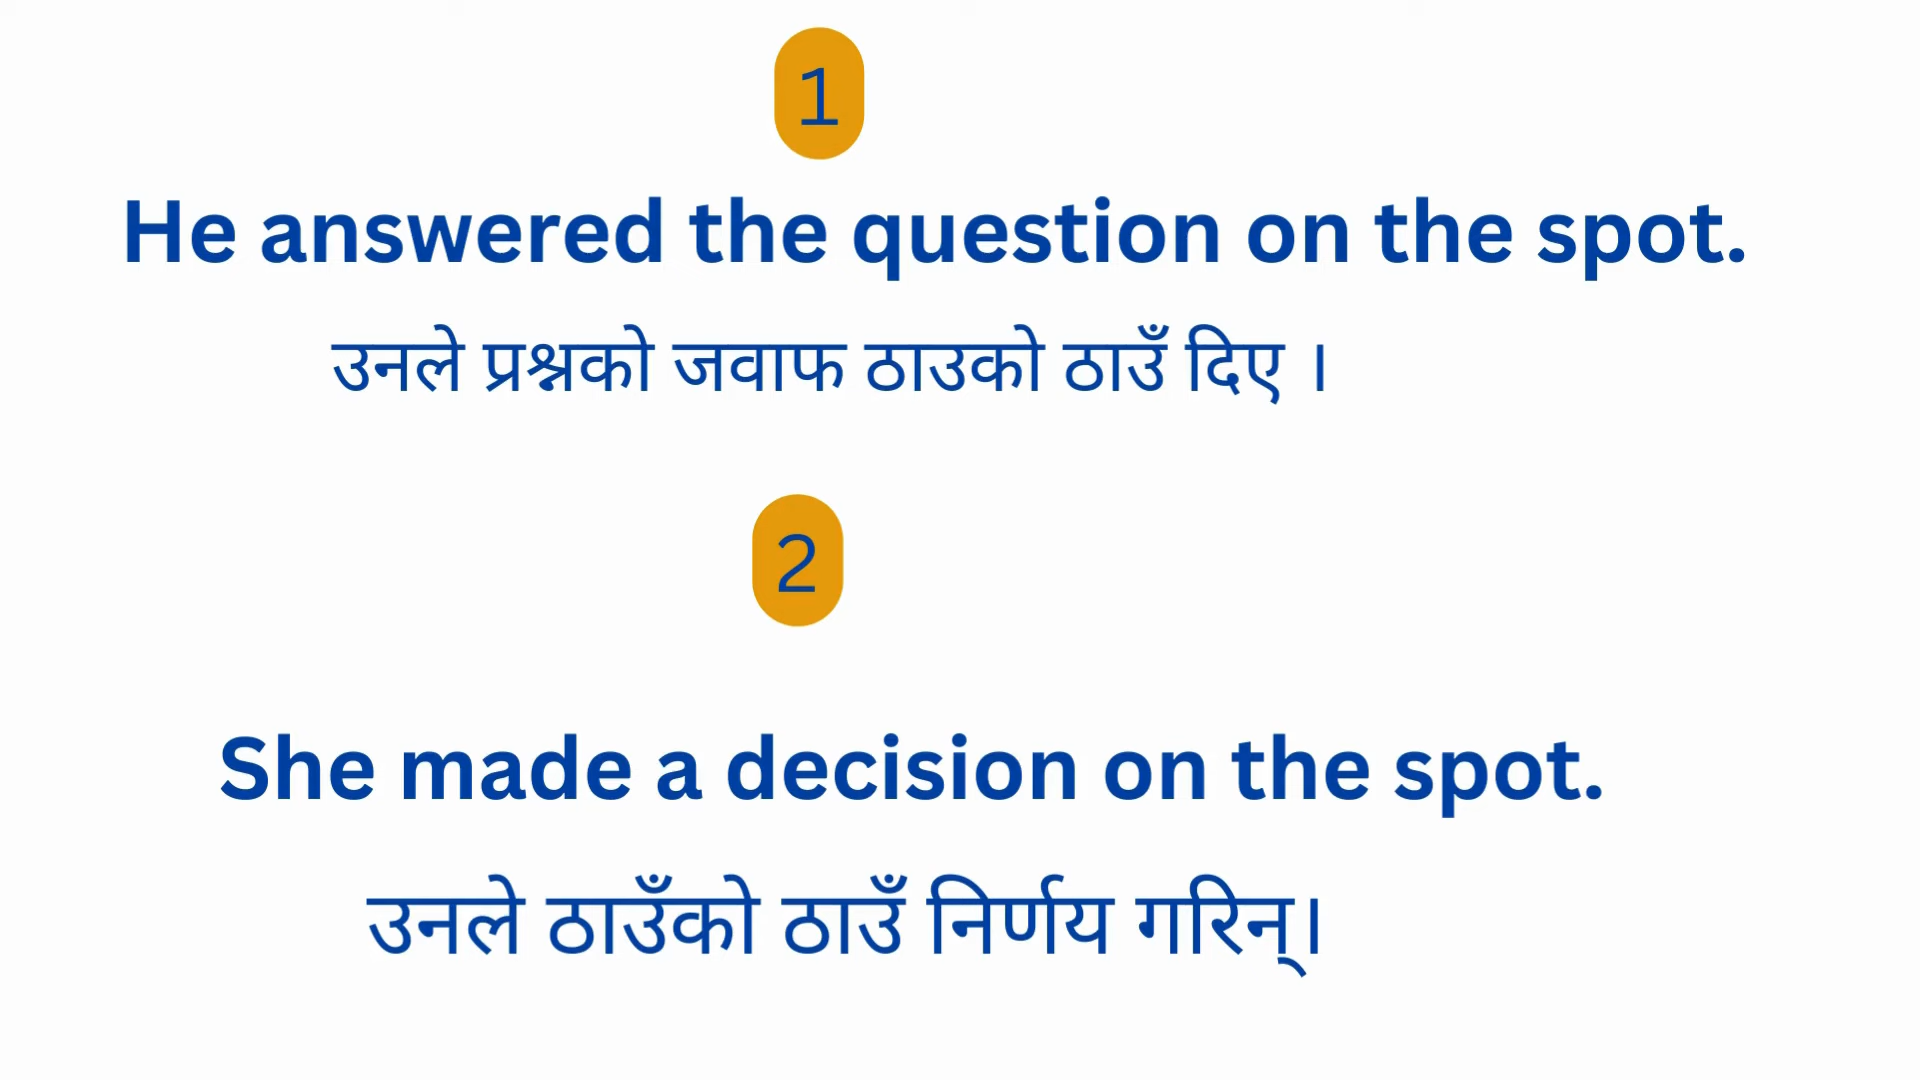 1
He answered the question on the spot.
उनले प्रश्नको जवाफ ठाउको ठाउँ दिए ।
2
She made a decision on the spot.
उनले ठाउँको ठाउँ निर्णय गरिन्।